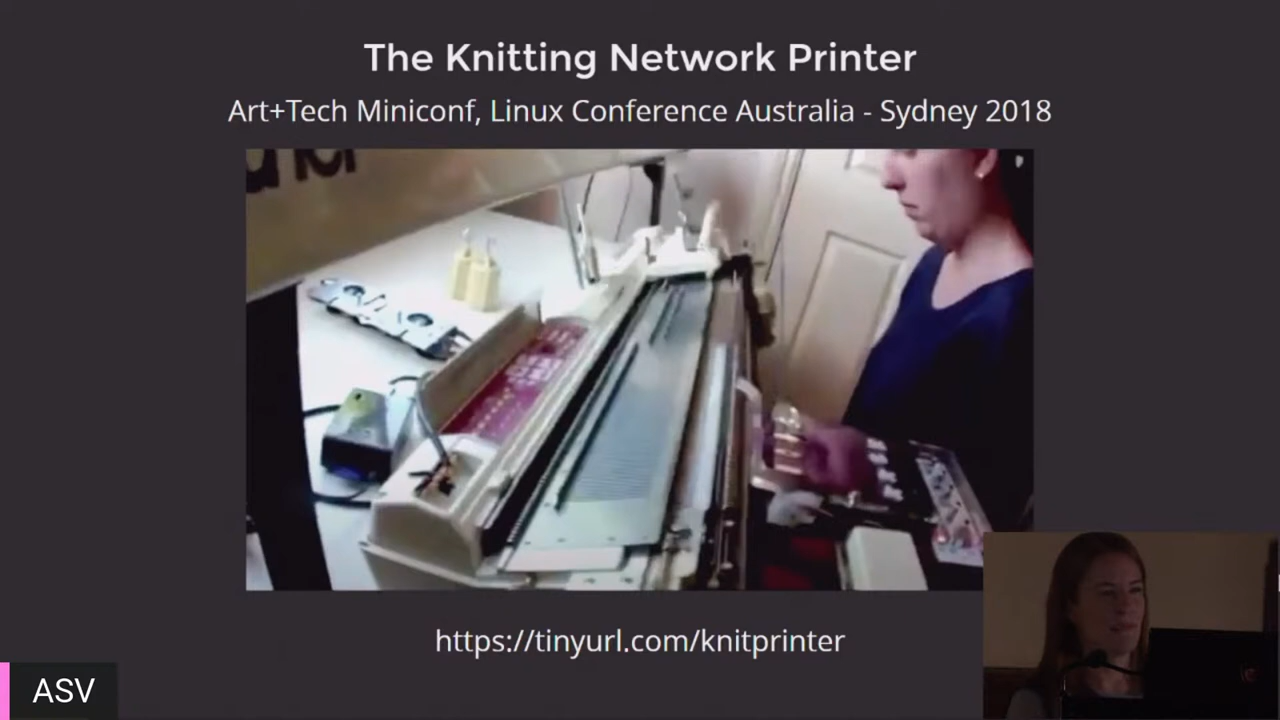 The Knitting Network Printer
Art+Tech Miniconf, Linux Conference Australia - Sydney 2018
https://tinyurl.com/knitprinter
ASV